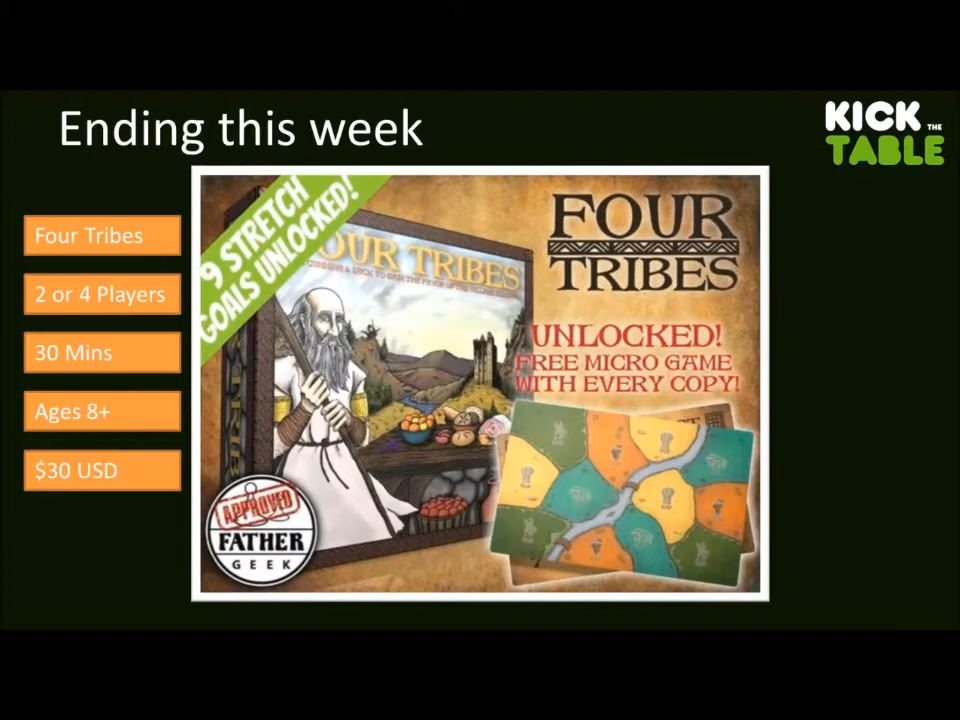 Ending this week
KICK THE
TABLE
Four Tribes
2 or 4 Players
30 Mins
Ages 8+
$30 USD
9 STRETCH
GOALS UNLOCKED!
FOUR TRIBES
FOUR
TRIBES
UNLOCKED!
FREE MICRO GAME
WITH EVERY COPY!
APPROVED
FATHER
GEEK